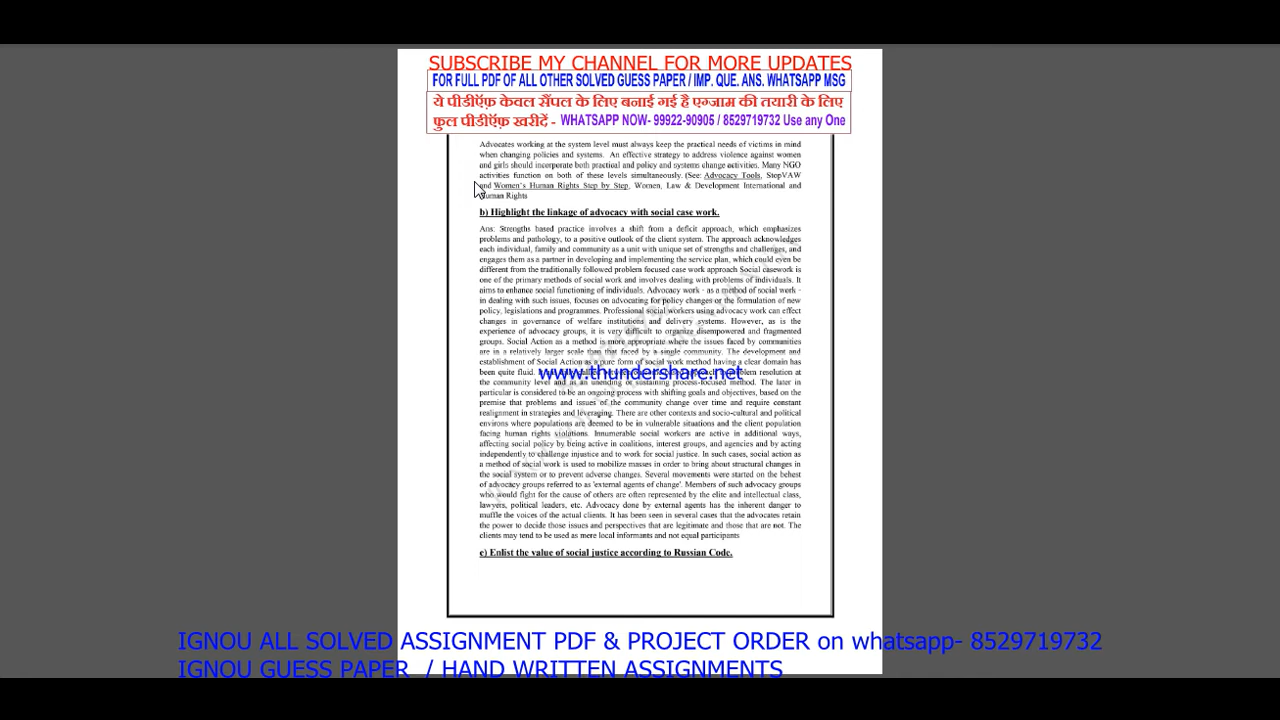 SUBSCRIBE MY CHANNEL FOR MORE UPDATES
FOR FULL PDF OF ALL OTHER SOLVED GUESS PAPER / IMP. QUE. ANS. WHATSAPP MSG
ये पीडीऍफ़ केवल सैंपल के लिए बनाई गई है एग्जाम की तयारी के लिए
फुल पीडीऍफ़ खरीदें - WHATSAPP NOW- 99922-90905 / 8529719732 Use any One
Advocates working at the system level must always keep the practical needs of victims in mind
when changing policies and systems. An effective strategy to address violence against women
and girls should incorporate both practical and policy and systems change activities. Many NGO
activities function on both of these levels simultaneously. (See: Advocacy Tools, StopVAW
and Women's Human Rights Step by Step, Women, Law & Development International and
Human Rights
b) Highlight the linkage of advocacy with social case work.
Ans: Strengths based practice involves a shift from a deficit approach, which emphasizes
problems and pathology, to a positive outlook of the client system. The approach acknowledges
each individual, family and community as a unit with unique set of strengths and challenges, and
engages them as a partner in developing and implementing the service plan, which could even be
different from the traditionally followed problem focused case work approach Social casework is
one of the primary methods of social work and involves dealing with problems of individuals. It
aims to enhance social functioning of individuals. Advocacy work - as a method of social work -
in dealing with such issues, focuses on advocating for policy changes or the formulation of new
policy, legislations and programmes. Professional social workers using advocacy work can effect
changes in governance of welfare institutions and delivery systems. However, as is the
experience of advocacy groups, it is very difficult to organize disempowered and fragmented
groups. Social Action as a method is more appropriate where the issues faced by communities
are in a relatively larger scale than that faced by a single community. The development and
establishment of Social Action as a pure form of social work method having a clear domain has
been quite fluid. problem resolution at
www.thundershare.net
the community level and as an unending or sustaining process-focused method. The later in
particular is considered to be an ongoing process with shifting goals and objectives, based on the
premise that problems and issues of the community change over time and require constant
realignment in strategies and leveraging. There are other contexts and socio-cultural and political
environs where populations are deemed to be in vulnerable situations and the client population
facing human rights violations. Innumerable social workers are active in additional ways,
affecting social policy by being active in coalitions, interest groups, and agencies and by acting
independently to challenge injustice and to work for social justice. In such cases, social action as
a method of social work is used to mobilize masses in order to bring about structural changes in
the social system or to prevent adverse changes. Several movements were started on the behest
of advocacy groups referred to as 'external agents of change'. Members of such advocacy groups
who would fight for the cause of others are often represented by the elite and intellectual class,
lawyers, political leaders, etc. Advocacy done by external agents has the inherent danger to
muffle the voices of the actual clients. It has been seen in several cases that the advocates retain
the power to decide those issues and perspectives that are legitimate and those that are not. The
clients may tend to be used as mere local informants and not equal participants
c) Enlist the value of social justice according to Russian Code.
IGNOU ALL SOLVED ASSIGNMENT PDF & PROJECT ORDER on whatsapp- 8529719732
IGNOU GUESS PAPER / HAND WRITTEN ASSIGNMENTS